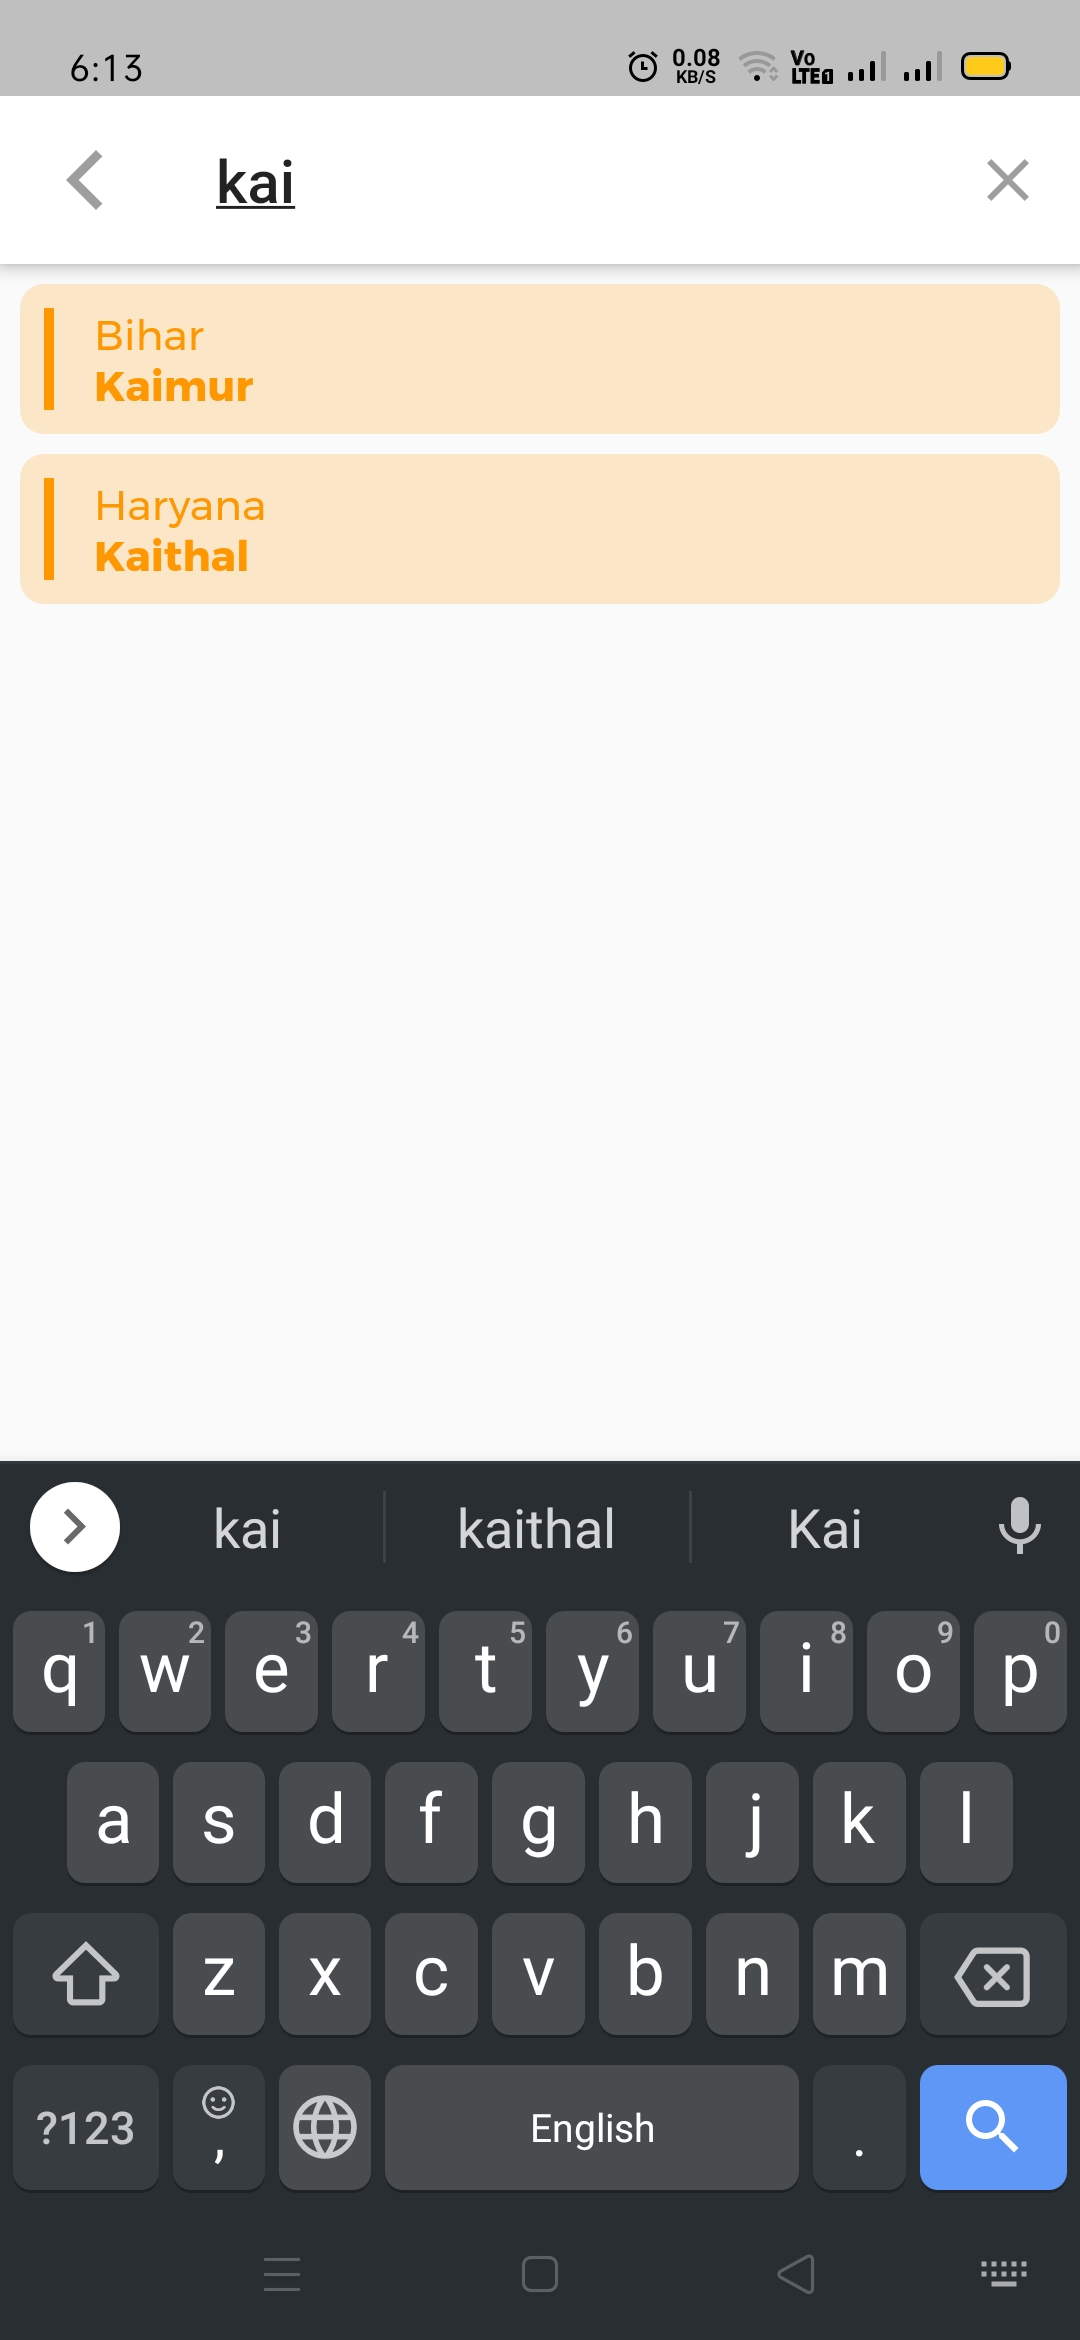 6:13
0.08
KB/S
Vo
LTE 1
kai
Bihar
Kaimur
Haryana
Kaithal
kai
kaithal
Kai
1 2 3 4 5 6 7 8 9 0
q w e r t y u i o p
a s d f g h j k l
z x c v b n m
?123
,
English
.